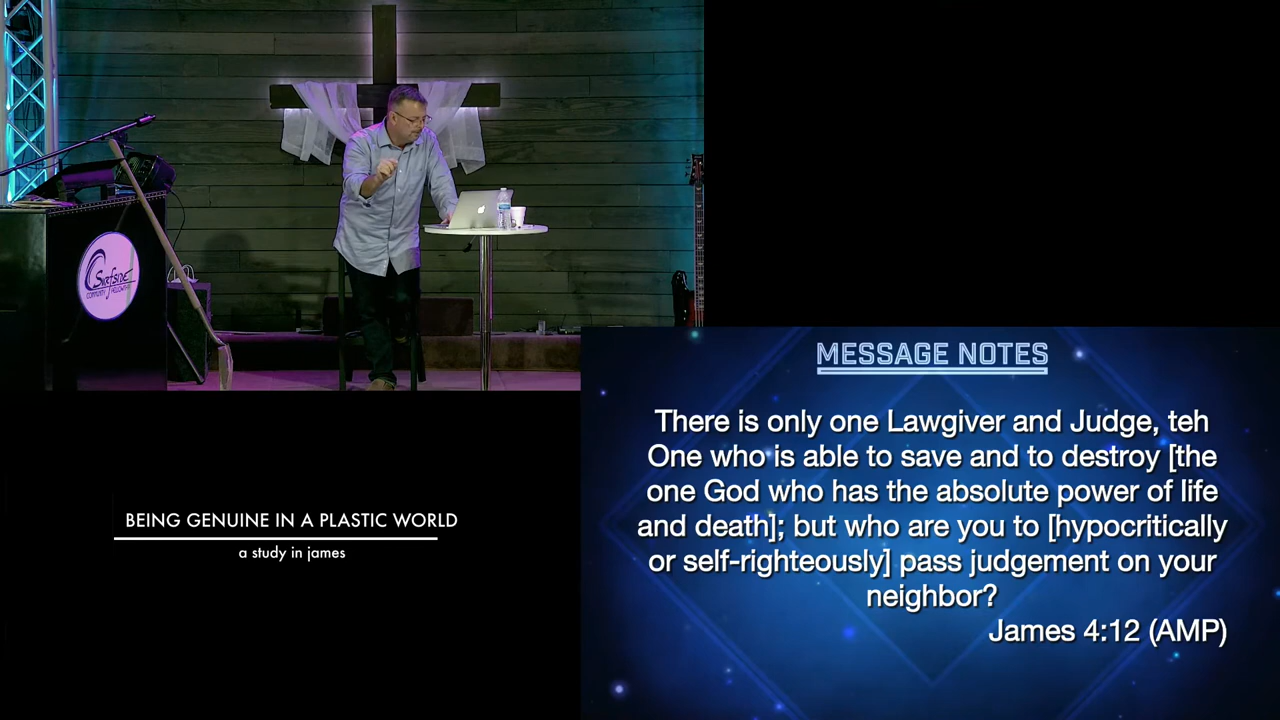 Surfside
COMMUNITY FELLOWSHIP
MESSAGE NOTES
There is only one Lawgiver and Judge, teh
One who is able to save and to destroy [the
one God who has the absolute power of life
and death]; but who are you to [hypocritically
or self-righteously] pass judgement on your
neighbor?
James 4:12 (AMP)
BEING GENUINE IN A PLASTIC WORLD
a study in james